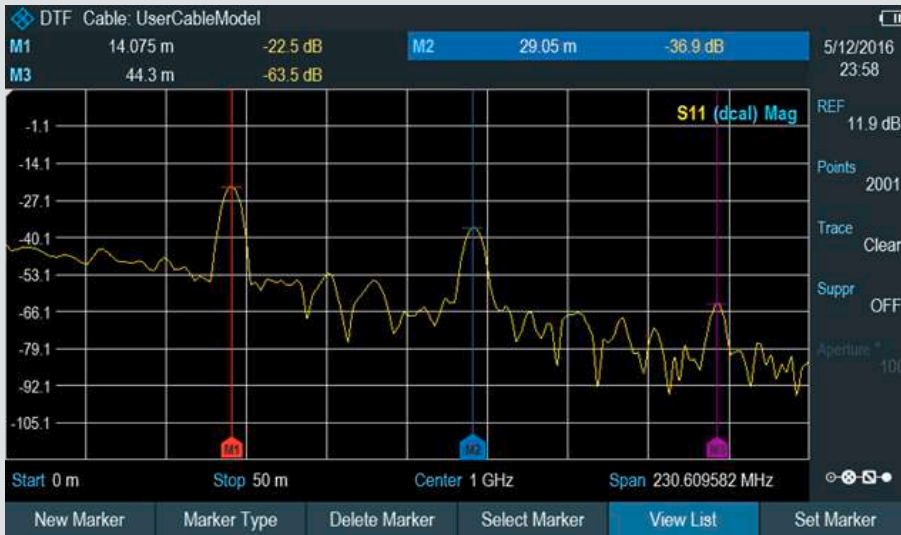 DTF Cable: UserCableModel
M1 14.075 m -22.5 dB M2 29.05 m -36.9 dB
M3 44.3 m -63.5 dB
5/12/2016
23:58
S11 (dcal) Mag
-1.1
-14.1
-27.1
-40.1
-53.1
-66.1
-79.1
-92.1
-105.1
M1 M2 M3
REF
11.9 dB
Points
2001
Trace
Clear
Suppr
OFF
Aperture *
100
Start 0 m Stop 50 m Center 1 GHz Span 230.609582 MHz
New Marker Marker Type Delete Marker Select Marker View List Set Marker